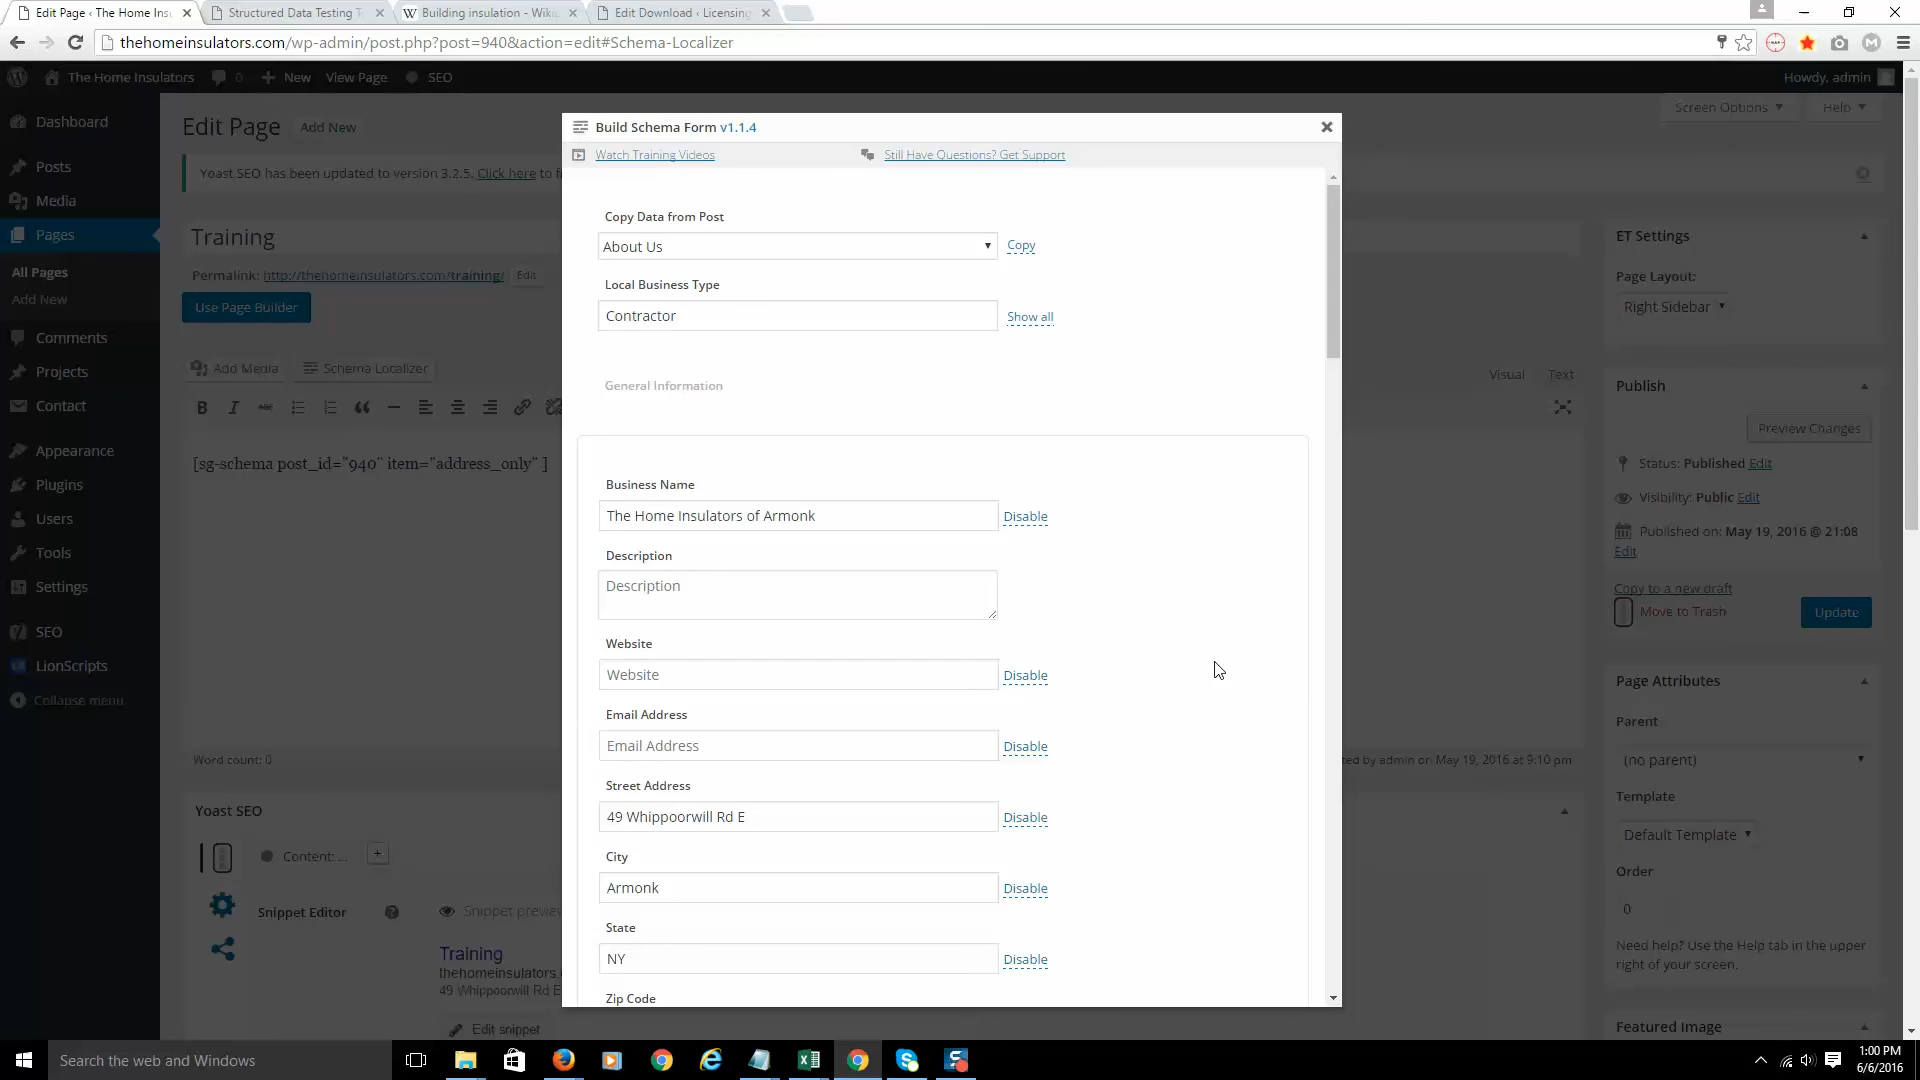 Edit Page ‹ The Home Ins
Structured Data Testing T
W Building insulation - Wiki
Edit Download ‹ Licensing
thehomeinsulators.com/wp-admin/post.php?post=940&action=edit#Schema-Localizer
The Home Insulators 0 New View Page SEO Howdy, admin
Dashboard
Posts
Media
Pages
All Pages
Add New
Comments
Projects
Contact
Appearance
Plugins
Users
Tools
Settings
SEO
LionScripts
Collapse menu
Screen Options Help
Edit Page Add New
Yoast SEO has been updated to version 3.2.5. Click here to f
Training
Permalink: http://thehomeinsulators.com/training/ Edit
Use Page Builder
Add Media Schema Localizer
Visual Text
B I ABC
[sg-schema post_id="940" item="address_only" ]
Word count: 0
ed by admin on May 19, 2016 at 9:10 pm
Yoast SEO
Content: ... +
Snippet Editor ? Snippet preview
Training
thehomeinsulators.
49 Whippoorwill Rd E
Edit snippet
Build Schema Form v1.1.4
Watch Training Videos Still Have Questions? Get Support
Copy Data from Post
About Us Copy
Local Business Type
Contractor Show all
General Information
Business Name
The Home Insulators of Armonk Disable
Description
Description
Website
Website Disable
Email Address
Email Address Disable
Street Address
49 Whippoorwill Rd E Disable
City
Armonk Disable
State
NY Disable
Zip Code
ET Settings
Page Layout:
Right Sidebar
Publish
Preview Changes
Status: Published Edit
Visibility: Public Edit
Published on: May 19, 2016 @ 21:08
Edit
Copy to a new draft
Move to Trash Update
Page Attributes
Parent
(no parent)
Template
Default Template
Order
0
Need help? Use the Help tab in the upper
right of your screen.
Featured Image
Search the web and Windows
1:00 PM
6/6/2016